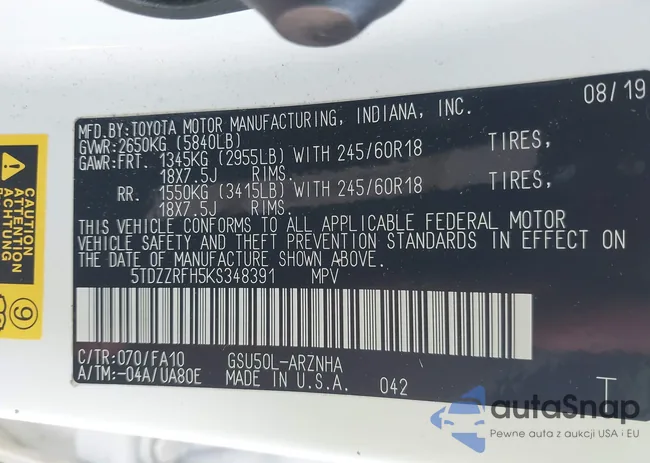 08/19
MFD.BY:TOYOTA MOTOR MANUFACTURING, INDIANA, INC.
GVWR:2650KG (5840LB)
GAWR:FRT. 1345KG (2955LB) WITH 245/60R18 TIRES,
18X7.5J RIMS.
RR. 1550KG (3415LB) WITH 245/60R18 TIRES,
18X7.5J RIMS.
THIS VEHICLE CONFORMS TO ALL APPLICABLE FEDERAL MOTOR
VEHICLE SAFETY AND THEFT PREVENTION STANDARDS IN EFFECT ON
THE DATE OF MANUFACTURE SHOWN ABOVE.
5TDZZRFH5KS348391 MPV
C/TR:070/FA10 GSU50L-ARZNHA
A/TM:-04A/UA80E MADE IN U.S.A. 042 T
CAUTION
ATTENTION
ACHTUNG
9
autaSnap
Pewne auta z aukcji USA i EU